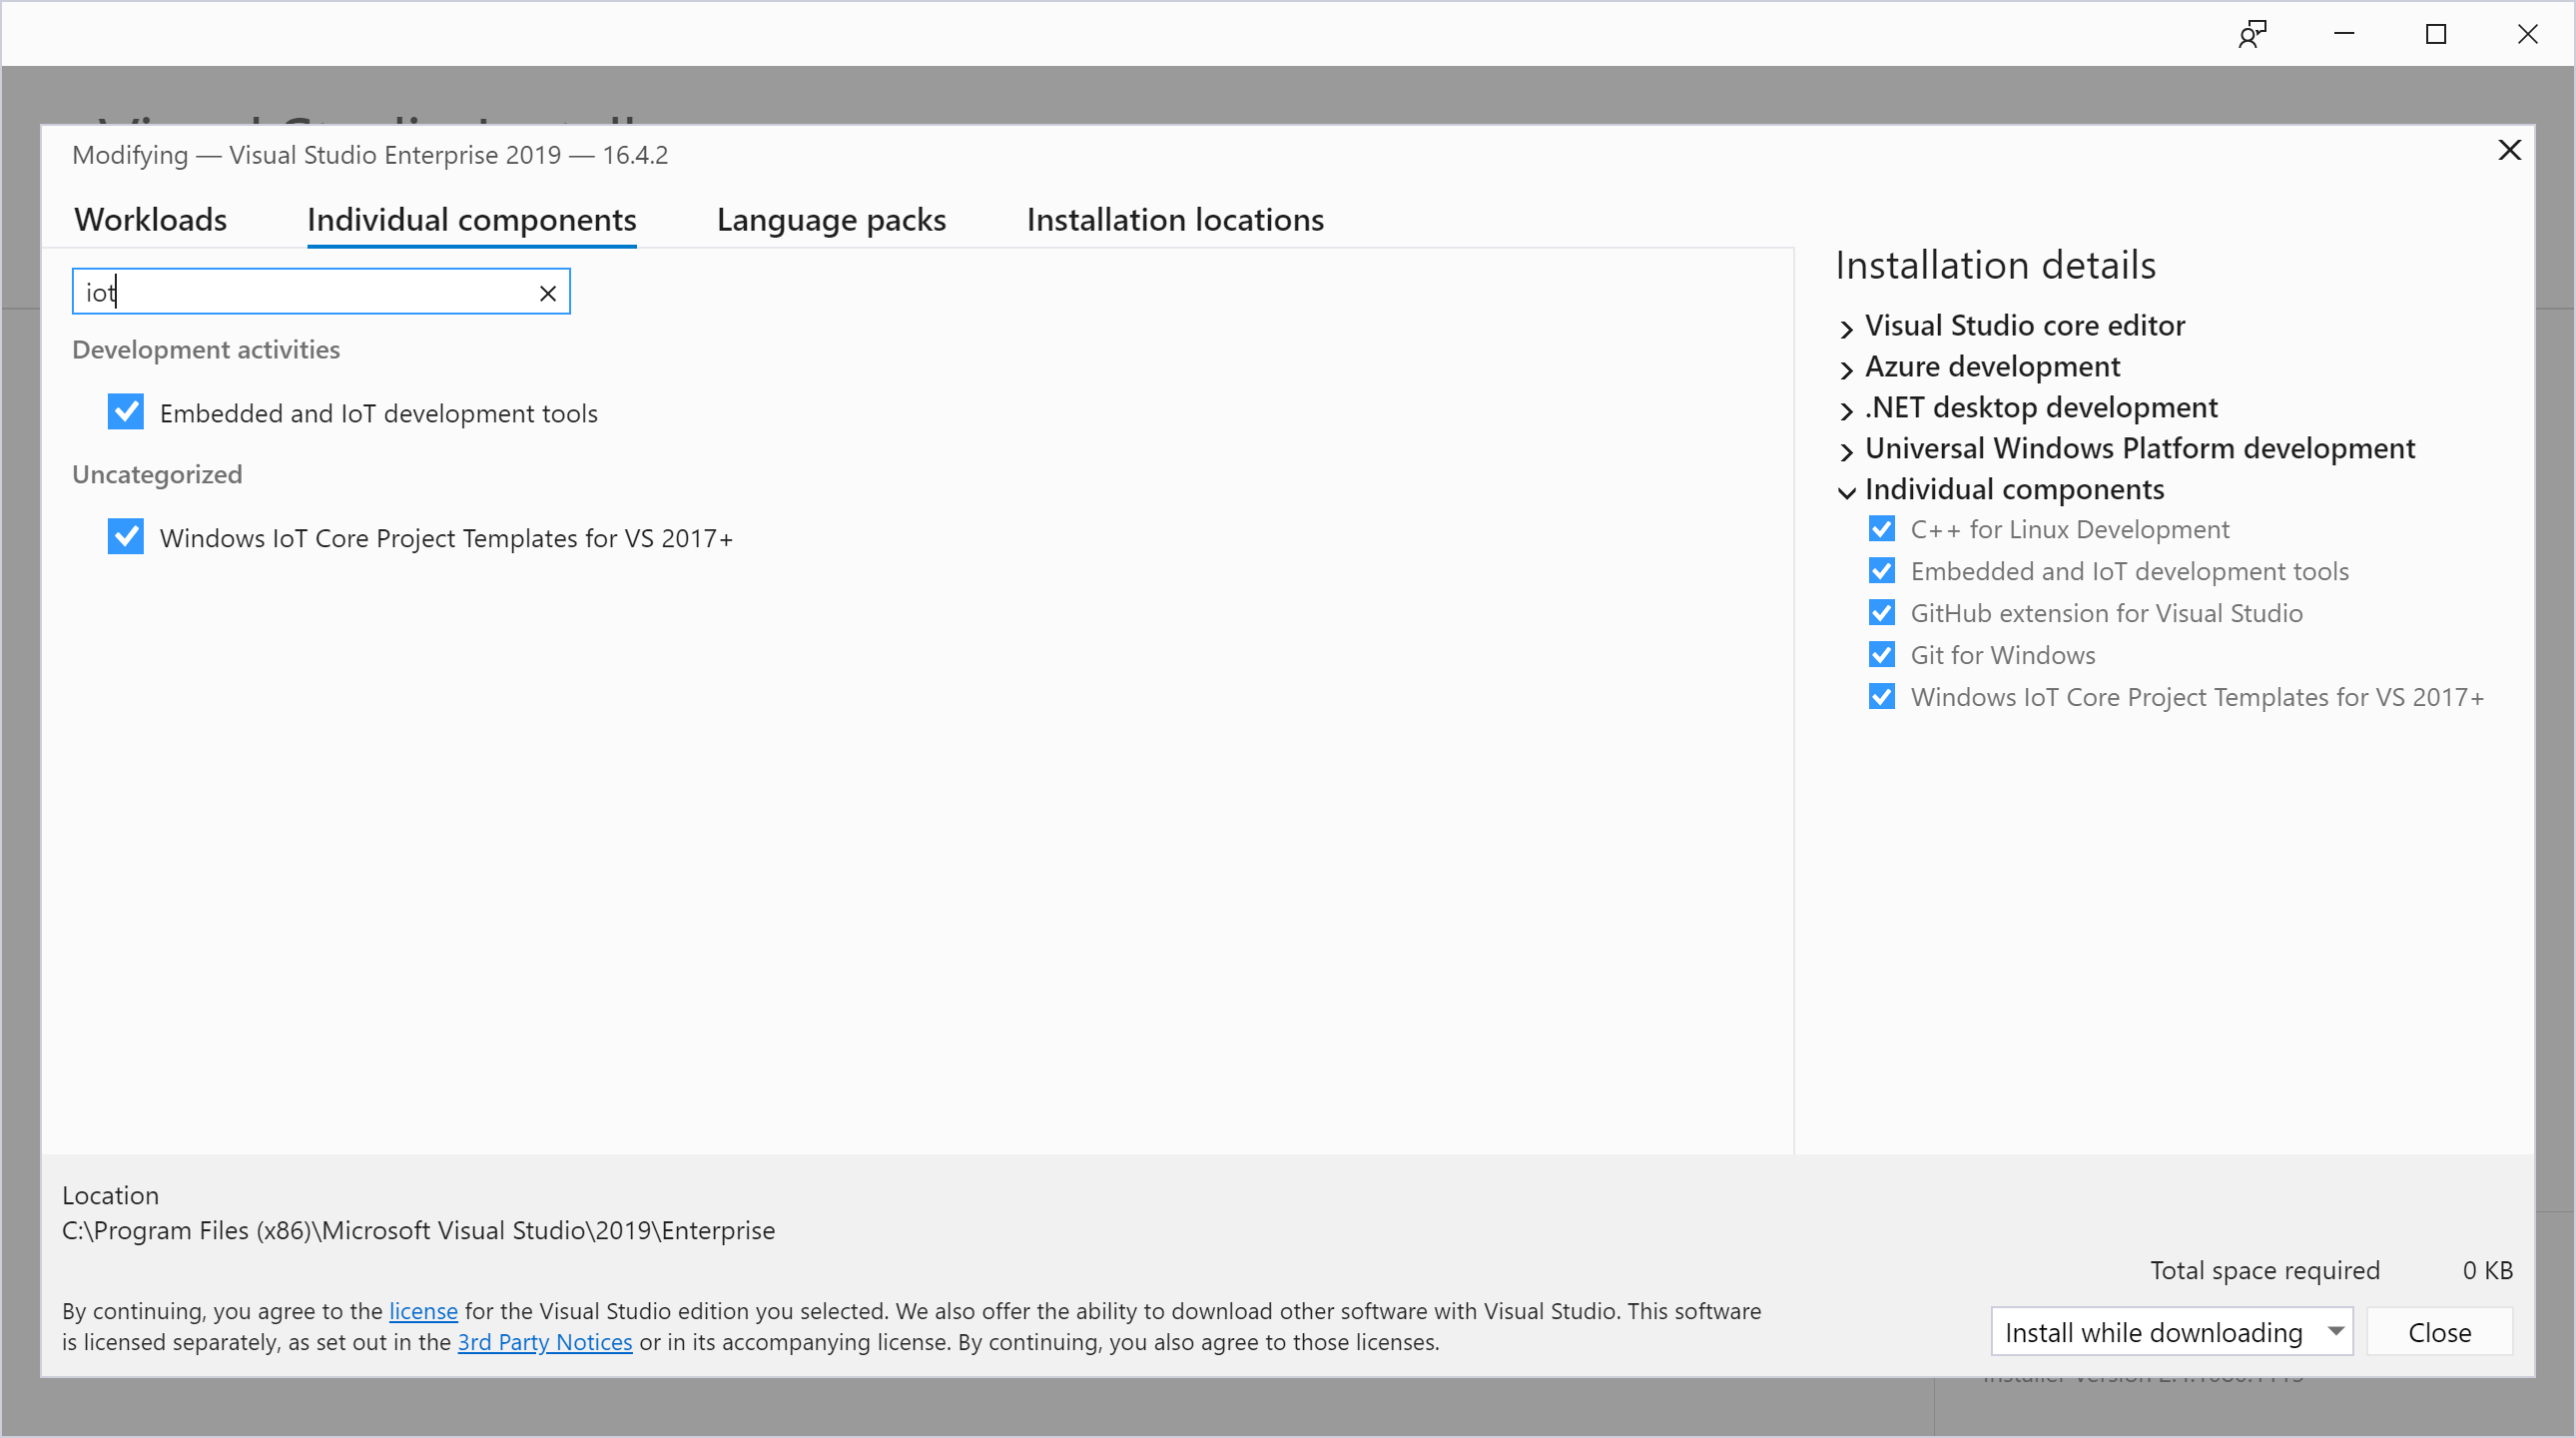 Modifying — Visual Studio Enterprise 2019 — 16.4.2
Workloads
Individual components
Language packs
Installation locations
iot
Development activities
Embedded and IoT development tools
Uncategorized
Windows IoT Core Project Templates for VS 2017+
Installation details
Visual Studio core editor
Azure development
.NET desktop development
Universal Windows Platform development
Individual components
C++ for Linux Development
Embedded and IoT development tools
GitHub extension for Visual Studio
Git for Windows
Windows IoT Core Project Templates for VS 2017+
Location
C:\Program Files (x86)\Microsoft Visual Studio\2019\Enterprise
Total space required 0 KB
By continuing, you agree to the license for the Visual Studio edition you selected. We also offer the ability to download other software with Visual Studio. This software
is licensed separately, as set out in the 3rd Party Notices or in its accompanying license. By continuing, you also agree to those licenses.
Install while downloading
Close